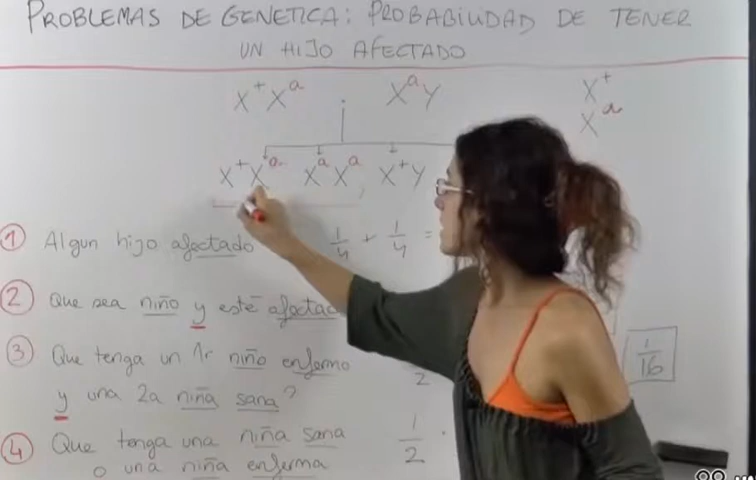 PROBLEMAS DE GENETICA: PROBABILIDAD DE TENER
UN HIJO AFECTADO
X⁺Xᵃ XᵃY X⁺
Xᵃ
X⁺Xᵃ XᵃXᵃ X⁺Y
① Algun hijo afectado 1/4 + 1/4 =
② Que sea niño y esté afectad
③ Que tenga un 1r niño enfermo 1/16
y una 2a niña sana? 2
④ Que tenga una niña sana 1/2 ·
o una niña enferma